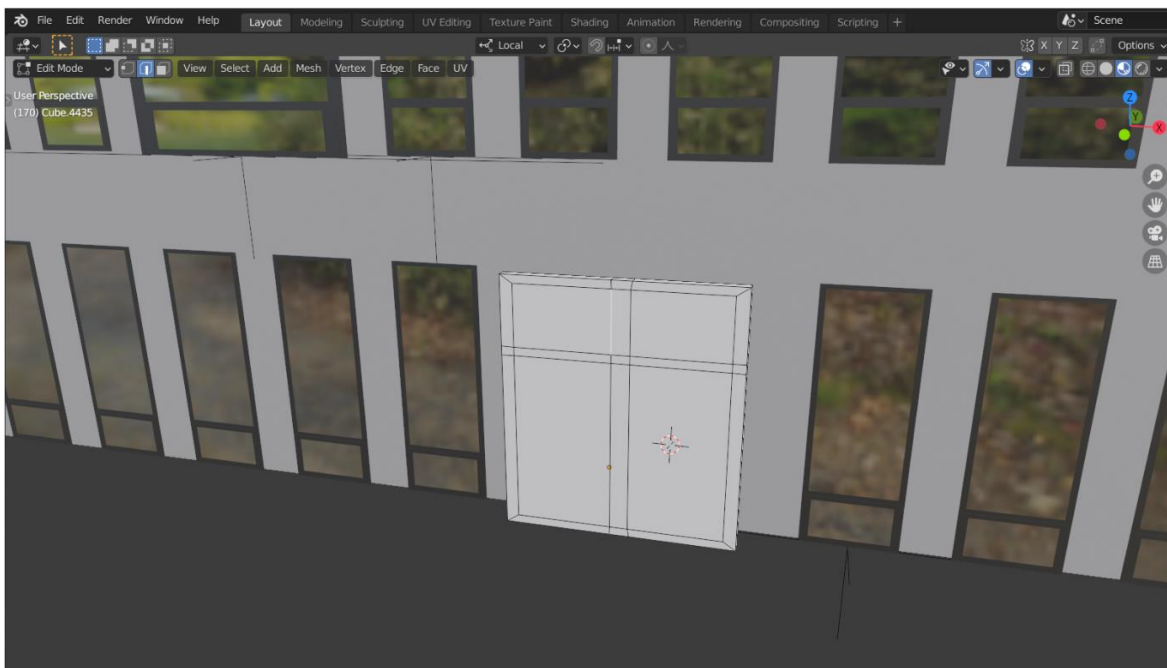 File Edit Render Window Help Layout Modeling Sculpting UV Editing Texture Paint Shading Animation Rendering Compositing Scripting + Scene
Local X Y Z Options
Edit Mode View Select Add Mesh Vertex Edge Face UV
User Perspective
(170) Cube.4435
Z
Y
X